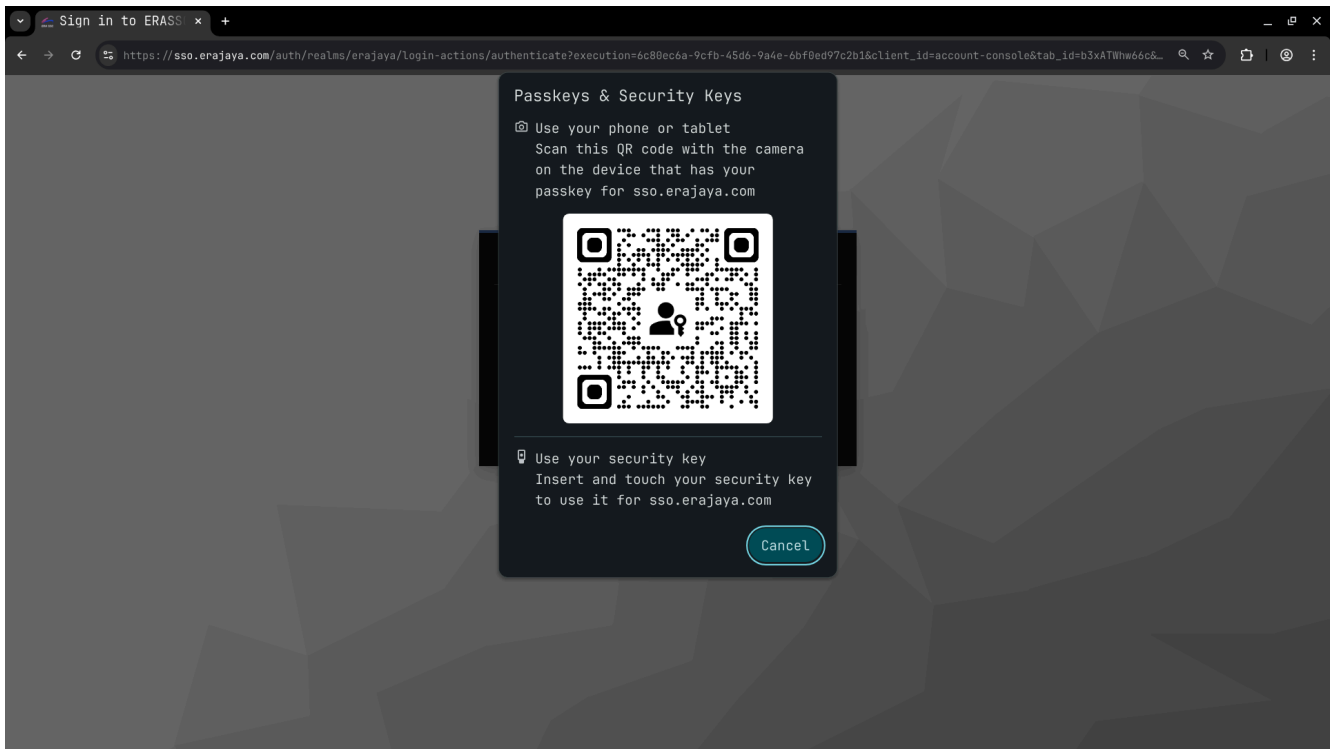 Sign in to ERASS
https://sso.erajaya.com/auth/realms/erajaya/login-actions/authenticate?execution=6c80ec6a-9cfb-45d6-9a4e-6bf0ed97c2b1&client_id=account-console&tab_id=b3xATWhw66c&…
Passkeys & Security Keys
Use your phone or tablet
Scan this QR code with the camera
on the device that has your
passkey for sso.erajaya.com
Use your security key
Insert and touch your security key
to use it for sso.erajaya.com
Cancel